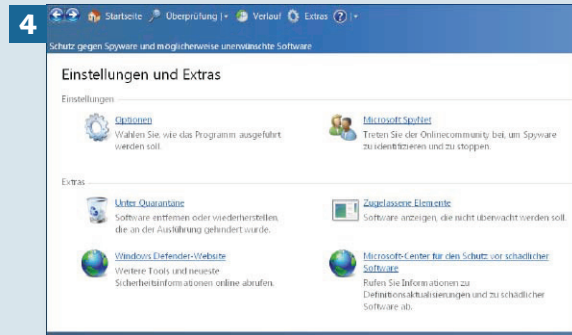 4
Startseite Überprüfung Verlauf Extras
Schutz gegen Spyware und möglicherweise unerwünschte Software
Einstellungen und Extras
Einstellungen
Optionen
Wählen Sie, wie das Programm ausgeführt
werden soll.
Microsoft SpyNet
Treten Sie der Onlinecommunity bei, um Spyware
zu identifizieren und zu stoppen.
Extras
Unter Quarantäne
Software entfernen oder wiederherstellen,
die an der Ausführung gehindert wurde.
Zugelassene Elemente
Software anzeigen, die nicht überwacht werden soll.
Windows Defender-Website
Weitere Tools und neueste
Sicherheitsinformationen online abrufen.
Microsoft-Center für den Schutz vor schädlicher
Software
Rufen Sie Informationen zu
Definitionsaktualisierungen und zu schädlicher
Software ab.